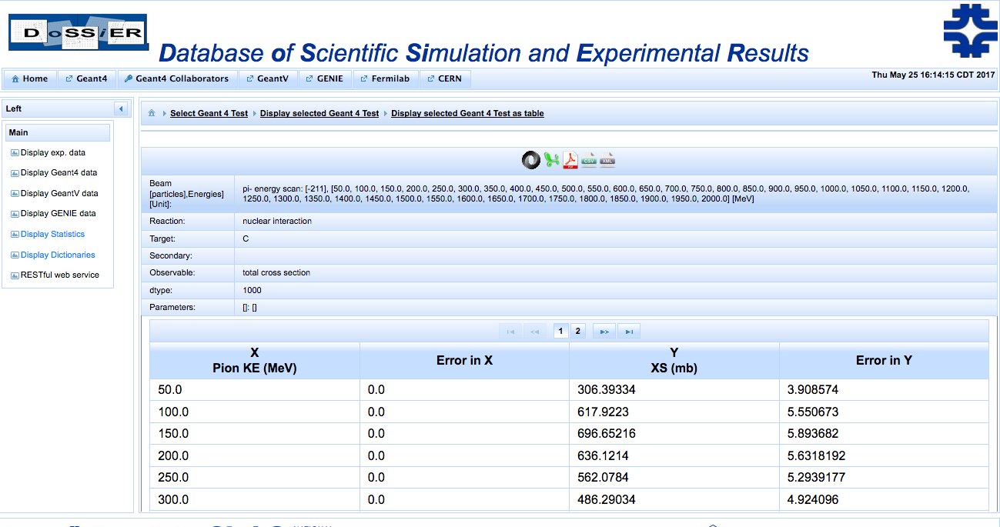 DoSSiER
Database of Scientific Simulation and Experimental Results
Home Geant4 Geant4 Collaborators GeantV GENIE Fermilab CERN
Thu May 25 16:14:15 CDT 2017
Left
Main
Display exp. data
Display Geant4 data
Display GeantV data
Display GENIE data
Display Statistics
Display Dictionaries
RESTful web service
Select Geant 4 Test Display selected Geant 4 Test Display selected Geant 4 Test as table
PDF CSV XML
Beam
[particles],Energies]
[Unit]:
pi- energy scan: [-211], [50.0, 100.0, 150.0, 200.0, 250.0, 300.0, 350.0, 400.0, 450.0, 500.0, 550.0, 600.0, 650.0, 700.0, 750.0, 800.0, 850.0, 900.0, 950.0, 1000.0, 1050.0, 1100.0, 1150.0, 1200.0,
1250.0, 1300.0, 1350.0, 1400.0, 1450.0, 1500.0, 1550.0, 1600.0, 1650.0, 1700.0, 1750.0, 1800.0, 1850.0, 1900.0, 1950.0, 2000.0] [MeV]
Reaction: nuclear interaction
Target: C
Secondary:
Observable: total cross section
dtype: 1000
Parameters: []: []
1 2
X
Pion KE (MeV)
Error in X
Y
XS (mb)
Error in Y
50.0 0.0 306.39334 3.908574
100.0 0.0 617.9223 5.550673
150.0 0.0 696.65216 5.893682
200.0 0.0 636.1214 5.6318192
250.0 0.0 562.0784 5.2939177
300.0 0.0 486.29034 4.924096